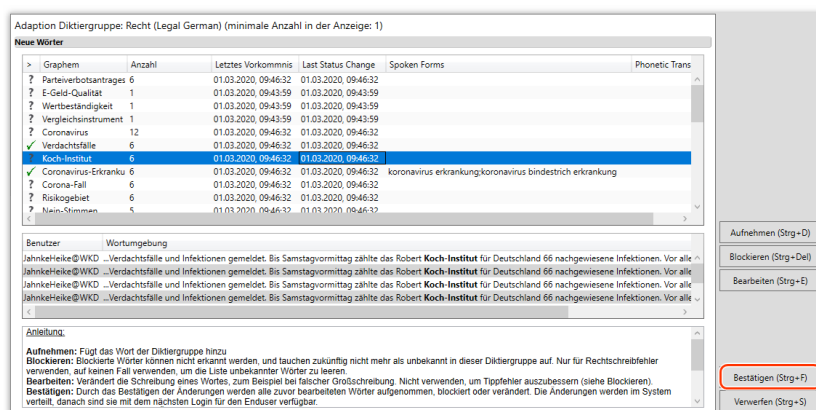 Adaption Diktiergruppe: Recht (Legal German) (minimale Anzahl in der Anzeige: 1)
Neue Wörter
> Graphem Anzahl Letztes Vorkommnis Last Status Change Spoken Forms Phonetic Trans
? Parteiverbotsantrages 6 01.03.2020, 09:46:32 01.03.2020, 09:46:32
? E-Geld-Qualität 1 01.03.2020, 09:43:59 01.03.2020, 09:43:59
? Wertbeständigkeit 1 01.03.2020, 09:43:59 01.03.2020, 09:43:59
? Vergleichsinstrument 1 01.03.2020, 09:43:59 01.03.2020, 09:43:59
? Coronavirus 12 01.03.2020, 09:46:32 01.03.2020, 09:46:32
✓ Verdachtsfälle 6 01.03.2020, 09:46:32 01.03.2020, 09:46:32
? Koch-Institut 6 01.03.2020, 09:46:32 01.03.2020, 09:46:32
✓ Coronavirus-Erkranku 6 01.03.2020, 09:46:32 01.03.2020, 09:46:32 koronavirus erkrankung;koronavirus bindestrich erkrankung
? Corona-Fall 6 01.03.2020, 09:46:32 01.03.2020, 09:46:32
? Risikogebiet 6 01.03.2020, 09:46:32 01.03.2020, 09:46:32
? Nein-Stimmen 5 01.03.2020, 09:46:32 01.03.2020, 09:46:32
Aufnehmen (Strg+D)
Benutzer Wortumgebung
JahnkeHeike@WKD ...Verdachtsfälle und Infektionen gemeldet. Bis Samstagvormittag zählte das Robert Koch-Institut für Deutschland 66 nachgewiesene Infektionen. Vor alle
Blockieren (Strg+Del)
JahnkeHeike@WKD ...Verdachtsfälle und Infektionen gemeldet. Bis Samstagvormittag zählte das Robert Koch-Institut für Deutschland 66 nachgewiesene Infektionen. Vor alle
JahnkeHeike@WKD ...Verdachtsfälle und Infektionen gemeldet. Bis Samstagvormittag zählte das Robert Koch-Institut für Deutschland 66 nachgewiesene Infektionen. Vor alle
Bearbeiten (Strg+E)
JahnkeHeike@WKD ...Verdachtsfälle und Infektionen gemeldet. Bis Samstagvormittag zählte das Robert Koch-Institut für Deutschland 66 nachgewiesene Infektionen. Vor alle
Anleitung:
Aufnehmen: Fügt das Wort der Diktiergruppe hinzu
Blockieren: Blockierte Wörter können nicht erkannt werden, und tauchen zukünftig nicht mehr als unbekannt in dieser Diktiergruppe auf. Nur für Rechtschreibfehler
verwenden, auf keinen Fall verwenden, um die Liste unbekannter Wörter zu leeren.
Bearbeiten: Verändert die Schreibung eines Wortes, zum Beispiel bei falscher Großschreibung. Nicht verwenden, um Tippfehler auszubessern (siehe Blockieren).
Bestätigen: Durch das Bestätigen der Änderungen werden alle zuvor bearbeiteten Wörter aufgenommen, blockiert oder verändert. Die Änderungen werden im System
verteilt, danach sind sie mit dem nächsten Login für den Enduser verfügbar.
Bestätigen (Strg+F)
Verwerfen (Strg+S)